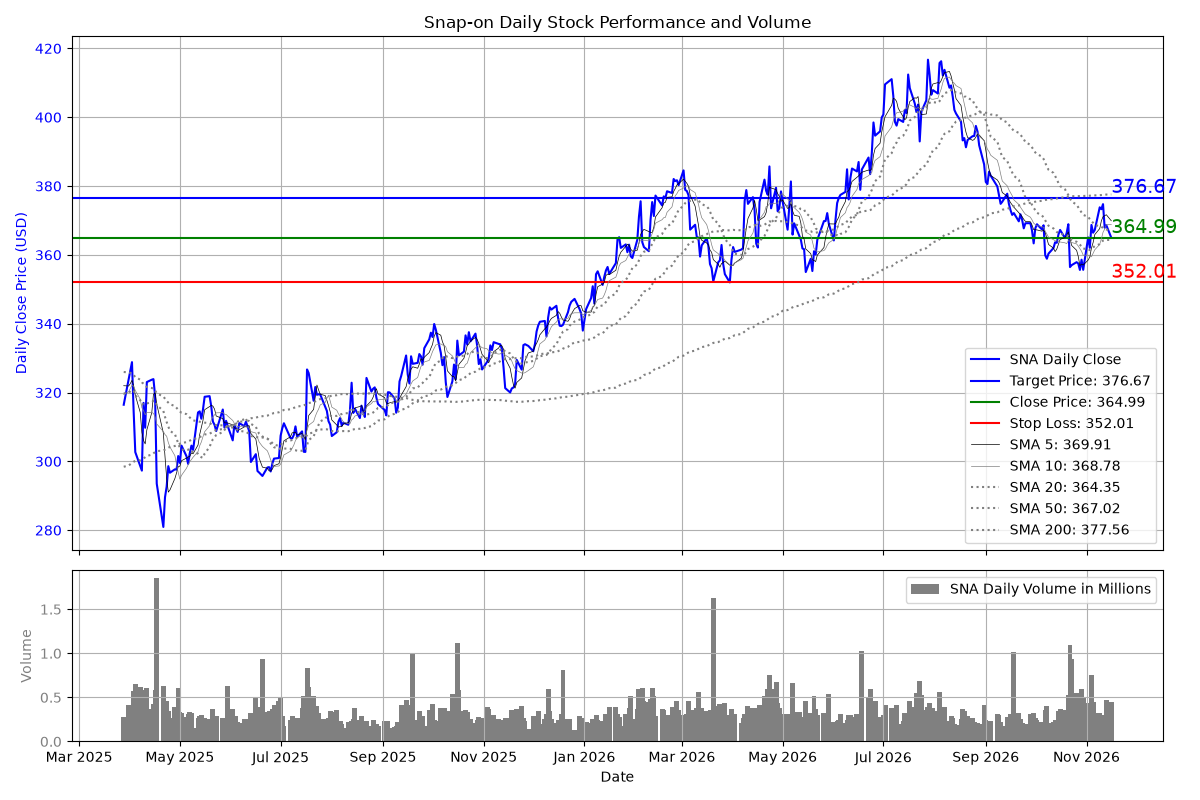 Snap-on Daily Stock Performance and Volume
Daily Close Price (USD)
420
400
380
360
340
320
300
280
376.67
364.99
352.01
SNA Daily Close
Target Price: 376.67
Close Price: 364.99
Stop Loss: 352.01
SMA 5: 369.91
SMA 10: 368.78
SMA 20: 364.35
SMA 50: 367.02
SMA 200: 377.56
Volume
1.5
1.0
0.5
0.0
SNA Daily Volume in Millions
Mar 2025 May 2025 Jul 2025 Sep 2025 Nov 2025 Jan 2026 Mar 2026 May 2026 Jul 2026 Sep 2026 Nov 2026
Date